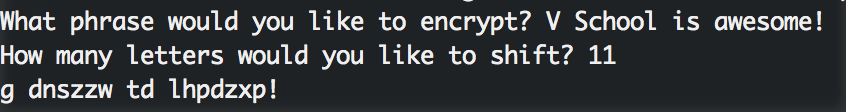 What phrase would you like to encrypt? V School is awesome!
How many letters would you like to shift? 11
g dnszzw td lhpdzxp!